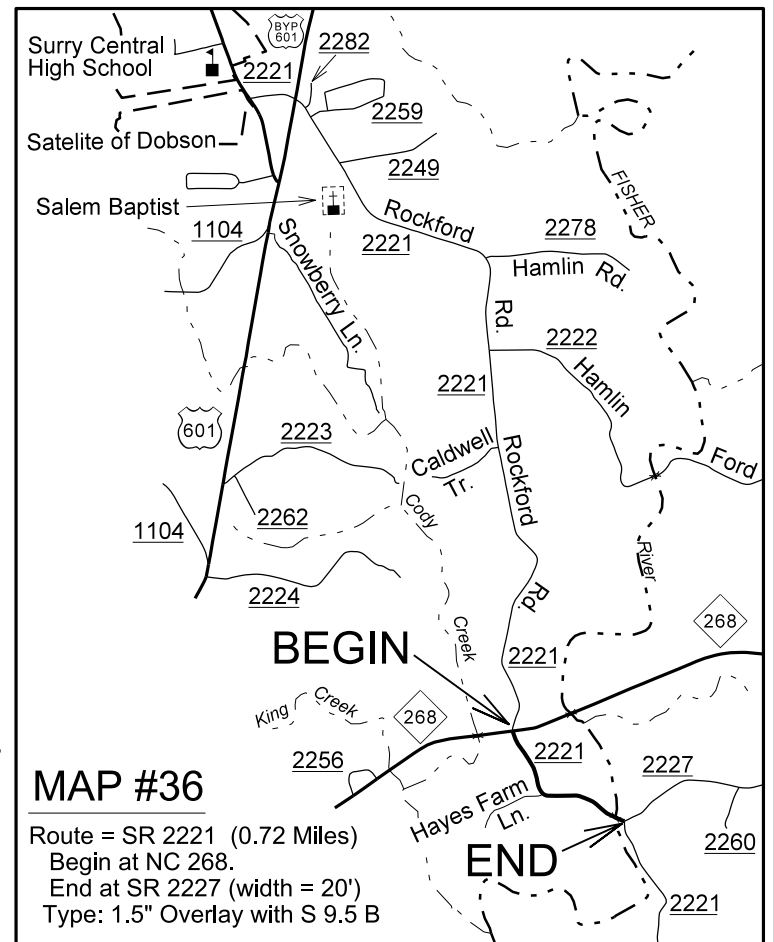 BYP
601
Surry Central
High School
2221
2282
2259
Satelite of Dobson
2249
Salem Baptist
1104
Snowberry Ln.
2221
Rockford
2278
Hamlin Rd.
FISHER
Rd.
2222
Hamlin
2221
601
2223
Caldwell
Tr.
Rockford
Ford
1104
2262
Cody
River
2224
Rd.
268
BEGIN
Creek
2221
King Creek
268
2256
2221
2227
MAP #36
Hayes Farm
Ln.
2260
END
2221
Route = SR 2221 (0.72 Miles)
Begin at NC 268.
End at SR 2227 (width = 20')
Type: 1.5" Overlay with S 9.5 B